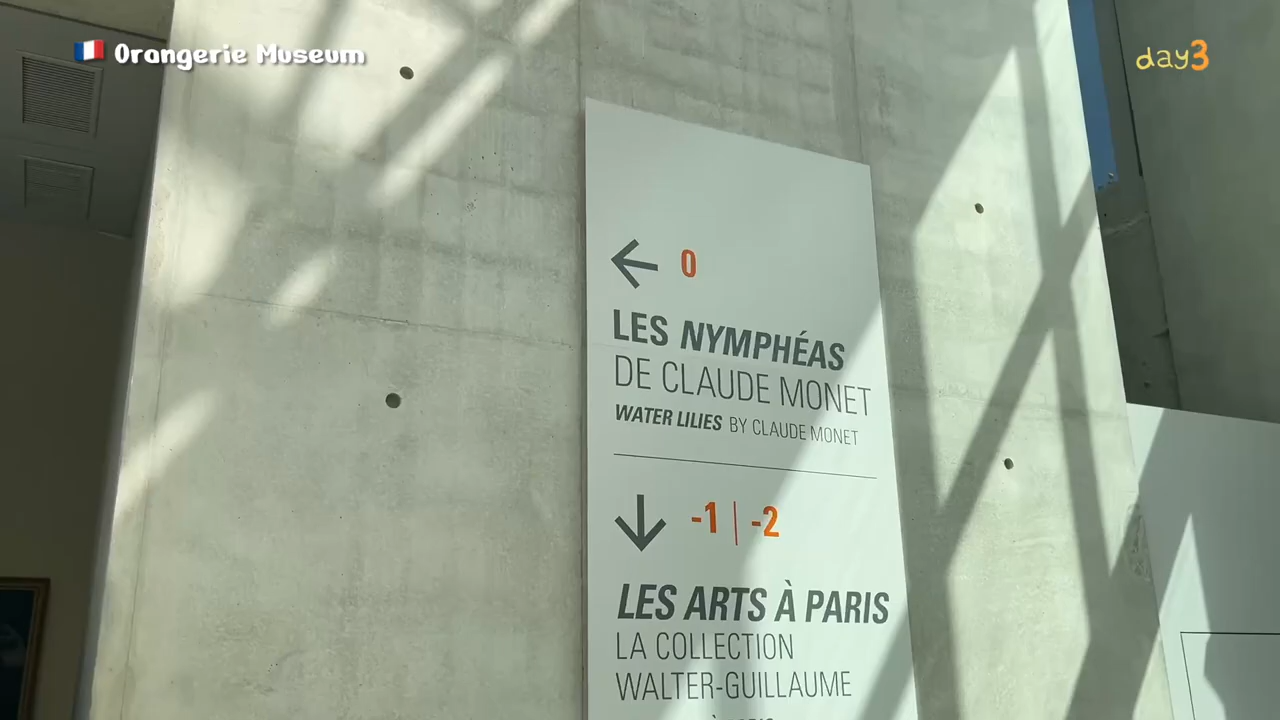 Orangerie Museum
day3
0
LES NYMPHÉAS
DE CLAUDE MONET
WATER LILIES BY CLAUDE MONET
-1 | -2
LES ARTS À PARIS
LA COLLECTION
WALTER-GUILLAUME